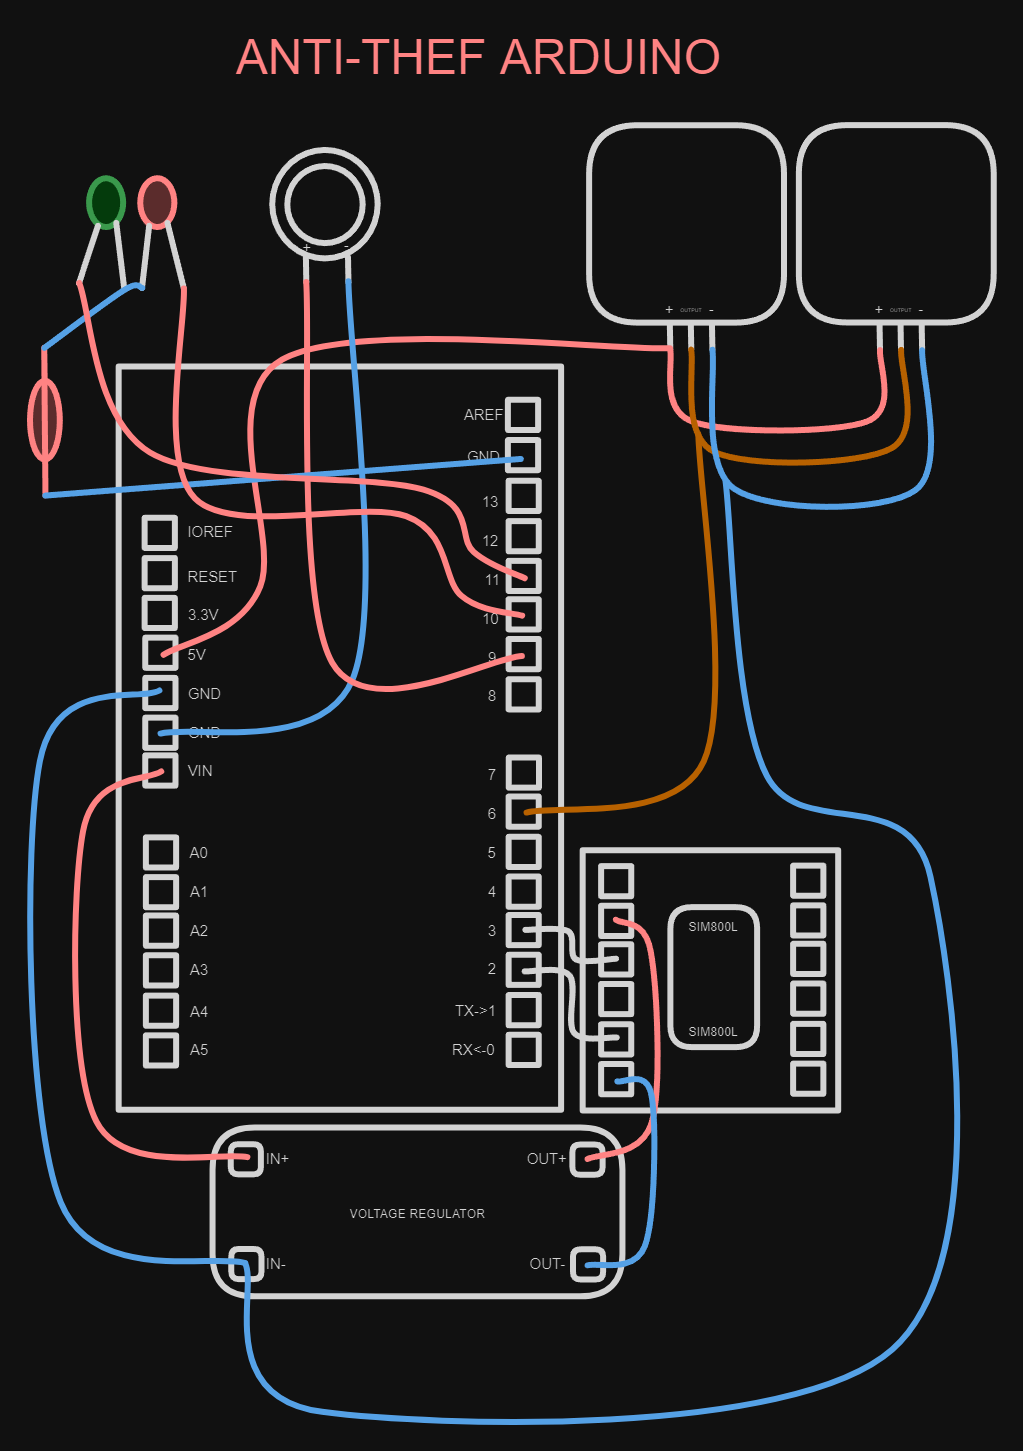 ANTI-THEF ARDUINO
+ -
+ OUTPUT -
+ OUTPUT -
AREF
GND
13
12
11
10
9
8
IOREF
RESET
3.3V
5V
GND
GND
VIN
7
6
5
4
3
2
TX->1
RX<-0
A0
A1
A2
A3
A4
A5
SIM800L
SIM800L
IN+
OUT+
VOLTAGE REGULATOR
IN-
OUT-